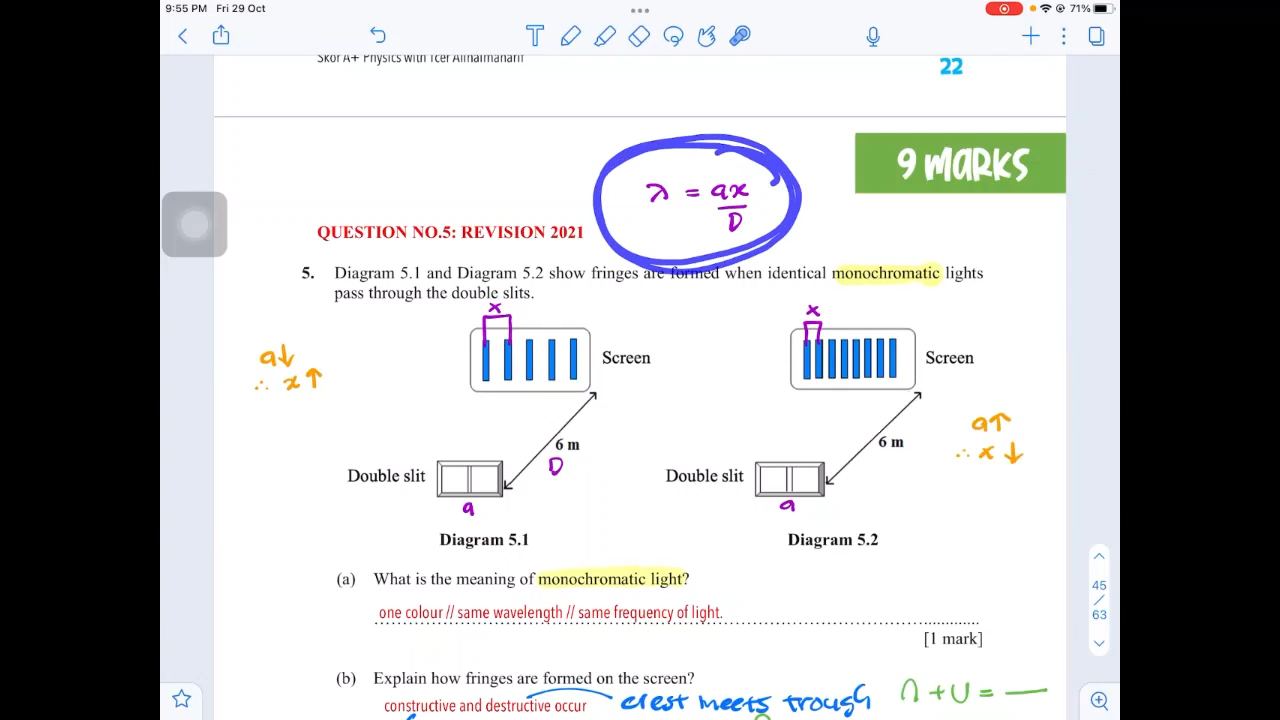 9:55 PM Fri 29 Oct
71%
Skor A+ Physics with Tcer Alinaimanarif
22
9 MARKS
λ = ax/D
QUESTION NO.5: REVISION 2021
5. Diagram 5.1 and Diagram 5.2 show fringes are formed when identical monochromatic lights
pass through the double slits.
x
x
a↓
∴ x↑
Screen
Screen
a↑
∴ x↓
6 m
D
6 m
Double slit
Double slit
a
a
Diagram 5.1
Diagram 5.2
(a) What is the meaning of monochromatic light?
one colour // same wavelength // same frequency of light.
[1 mark]
45
/
63
(b) Explain how fringes are formed on the screen?
constructive and destructive occur
crest meets trough
∩ + U = —